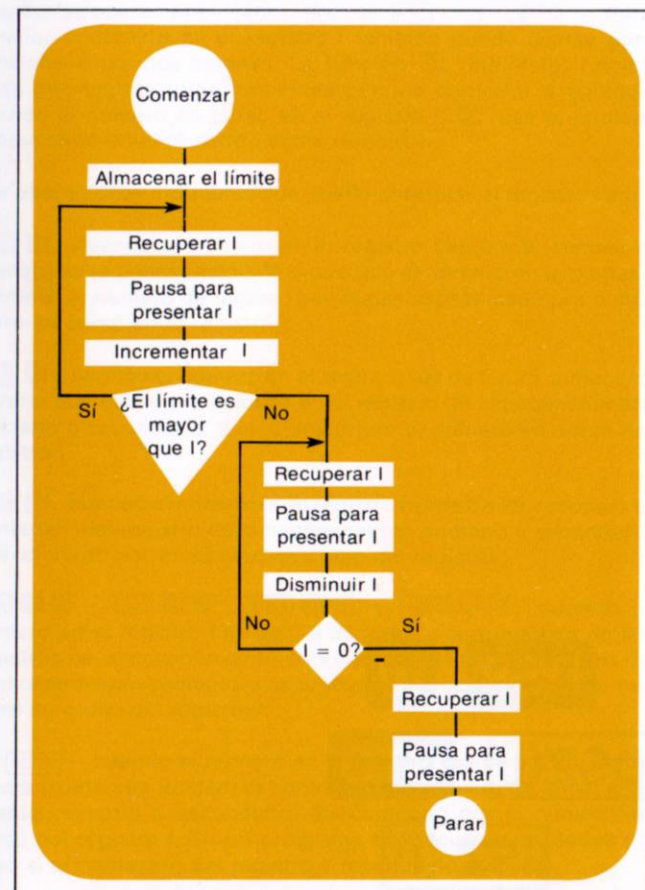 Comenzar
Almacenar el límite
Recuperar I
Pausa para
presentar I
Incrementar I
Sí
¿El límite es
mayor
que I?
No
Recuperar I
Pausa para
presentar I
Disminuir I
No
I = 0?
Sí
Recuperar I
Pausa para
presentar I
Parar